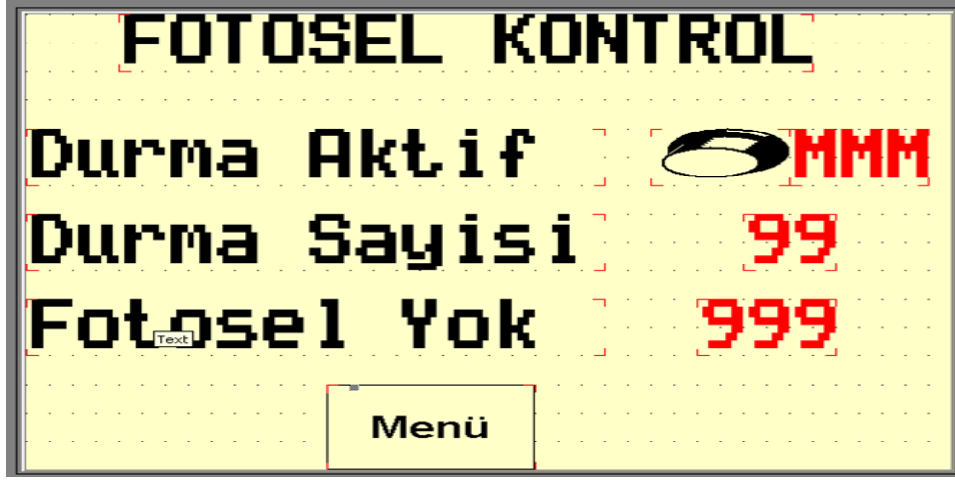 FOTOSEL KONTROL
Durma Aktif MMM
Durma Sayisi 99
Fotosel Yok 999
Text
Menü